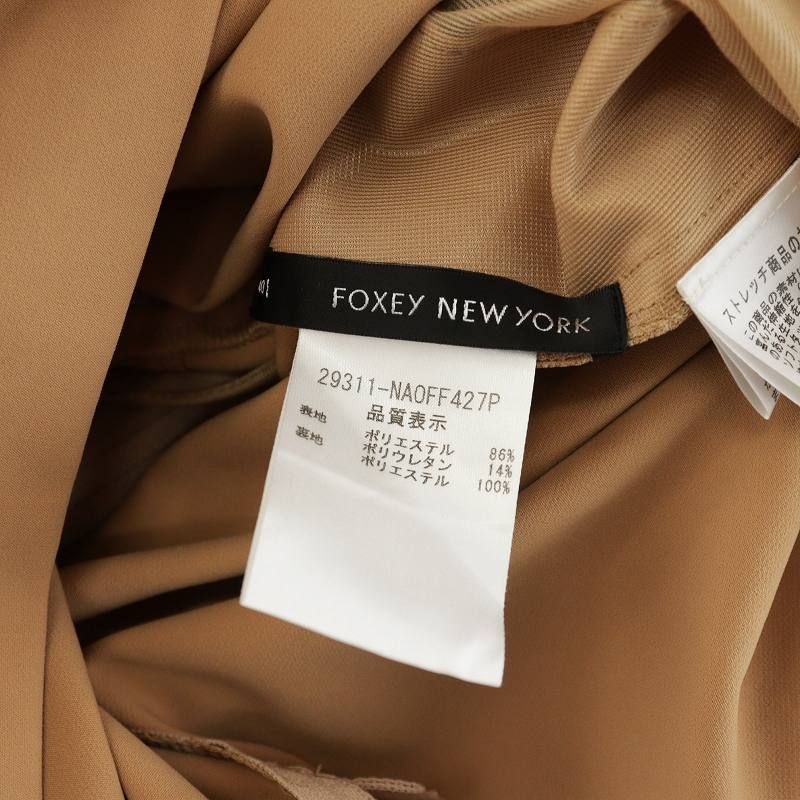 FOXEY NEW YORK
29311-NAOFF427P
品質表示
表地 ポリエステル 86%
ポリウレタン 14%
裏地 ポリエステル 100%
ストレッチ商品の